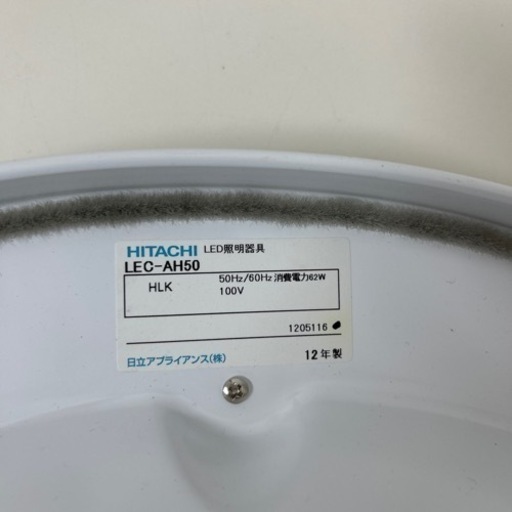 HITACHI LED照明器具
LEC-AH50
HLK 50Hz/60Hz 消費電力62W
100V
1205116
日立アプライアンス(株) 12年製